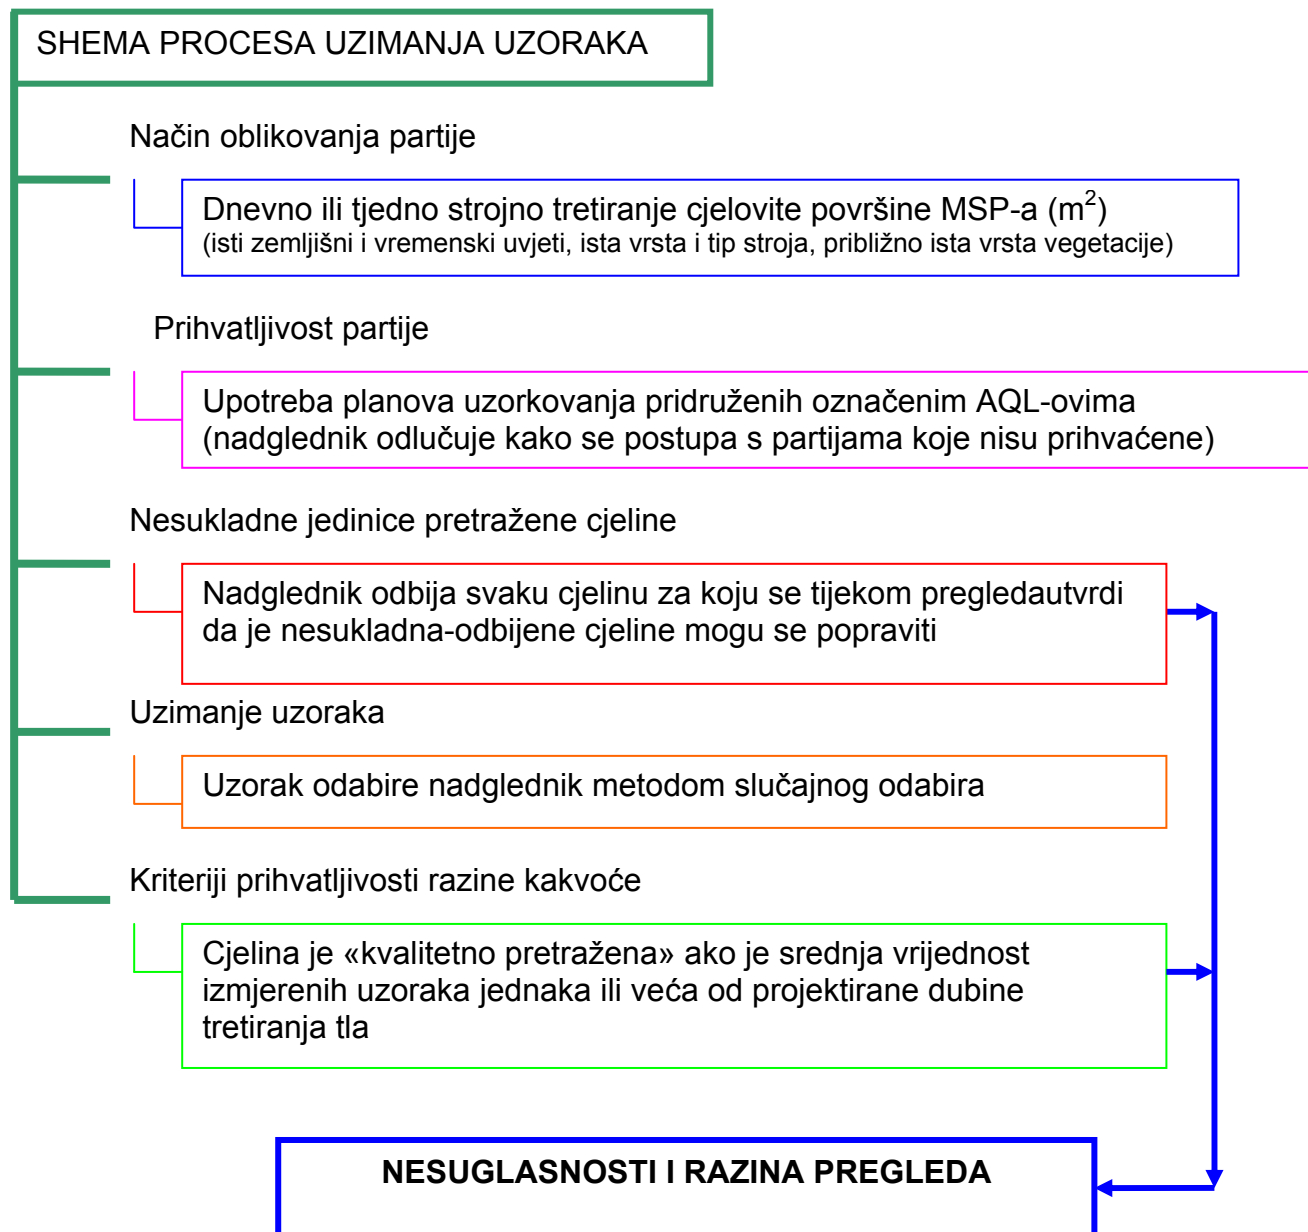 SHEMA PROCESA UZIMANJA UZORAKA
Način oblikovanja partije
Dnevno ili tjedno strojno tretiranje cjelovite površine MSP-a (m²)
(isti zemljišni i vremenski uvjeti, ista vrsta i tip stroja, približno ista vrsta vegetacije)
Prihvatljivost partije
Upotreba planova uzorkovanja pridruženih označenim AQL-ovima
(nadglednik odlučuje kako se postupa s partijama koje nisu prihvaćene)
Nesukladne jedinice pretražene cjeline
Nadglednik odbija svaku cjelinu za koju se tijekom pregledautvrdi
da je nesukladna-odbijene cjeline mogu se popraviti
Uzimanje uzoraka
Uzorak odabire nadglednik metodom slučajnog odabira
Kriteriji prihvatljivosti razine kakvoće
Cjelina je «kvalitetno pretražena» ako je srednja vrijednost
izmjerenih uzoraka jednaka ili veća od projektirane dubine
tretiranja tla
NESUGLASNOSTI I RAZINA PREGLEDA